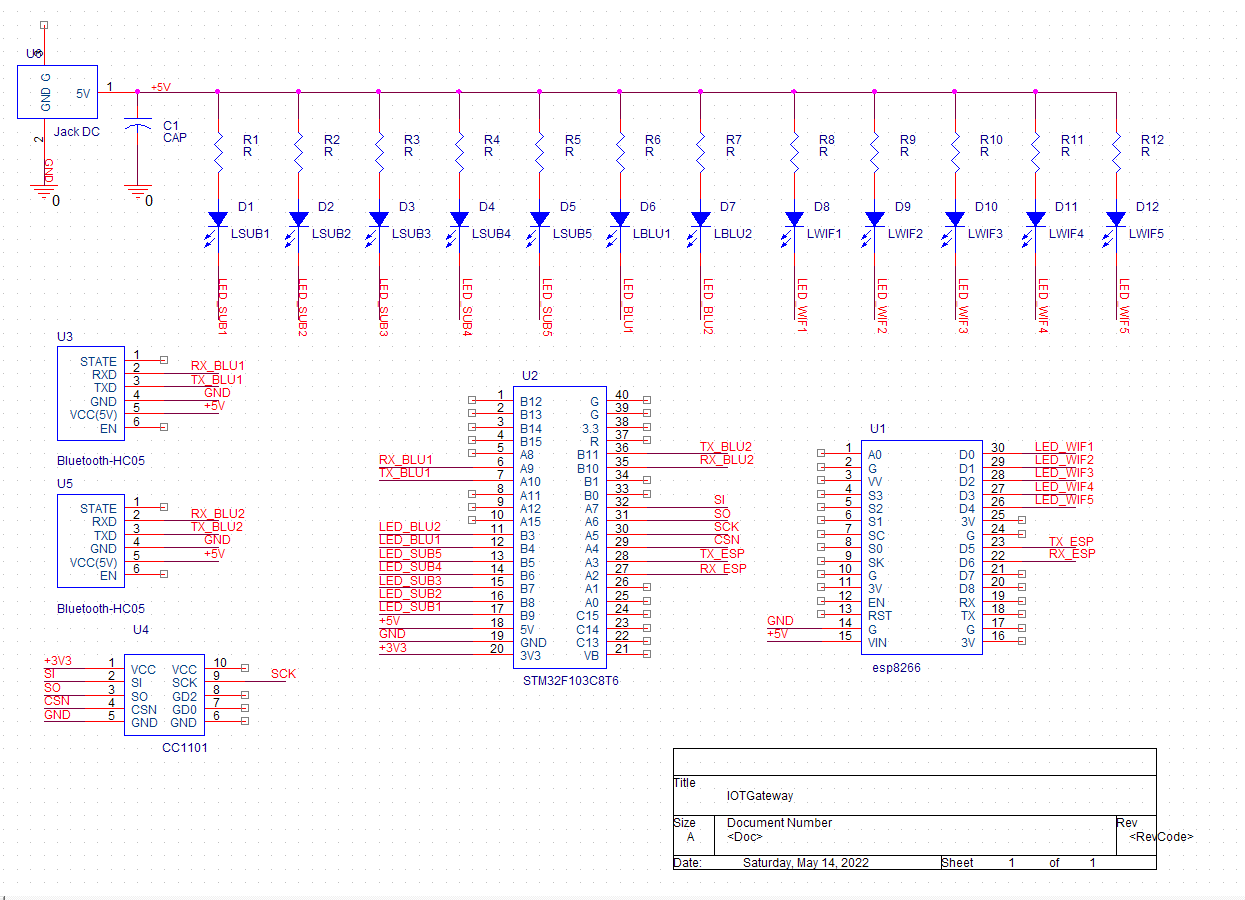 U6
GND G
5V
1
+5V
2
GND
0
Jack DC
C1
CAP
0
R1
R
R2
R
R3
R
R4
R
R5
R
R6
R
R7
R
R8
R
R9
R
R10
R
R11
R
R12
R
D1
LSUB1
D2
LSUB2
D3
LSUB3
D4
LSUB4
D5
LSUB5
D6
LBLU1
D7
LBLU2
D8
LWIF1
D9
LWIF2
D10
LWIF3
D11
LWIF4
D12
LWIF5
LED_SUB1
LED_SUB2
LED_SUB3
LED_SUB4
LED_SUB5
LED_BLU1
LED_BLU2
LED_WIF1
LED_WIF2
LED_WIF3
LED_WIF4
LED_WIF5
U3
STATE 1
RXD 2 RX_BLU1
TXD 3 TX_BLU1
GND 4 GND
VCC(5V) 5 +5V
EN 6
Bluetooth-HC05
U5
STATE 1
RXD 2 RX_BLU2
TXD 3 TX_BLU2
GND 4 GND
VCC(5V) 5 +5V
EN 6
Bluetooth-HC05
U4
+3V3 1 VCC VCC 10
SI 2 SI SCK 9 SCK
SO 3 SO GD2 8
CSN 4 CSN GD0 7
GND 5 GND GND 6
CC1101
U2
1 B12 G 40
2 B13 G 39
3 B14 3.3 38
4 B15 R 37
5 A8 B11 36 TX_BLU2
RX_BLU1 6 A9 B10 35 RX_BLU2
TX_BLU1 7 A10 B1 34
8 A11 B0 33
9 A12 A7 32 SI
10 A15 A6 31 SO
LED_BLU2 11 B3 A5 30 SCK
LED_BLU1 12 B4 A4 29 CSN
LED_SUB5 13 B5 A3 28 TX_ESP
LED_SUB4 14 B6 A2 27 RX_ESP
LED_SUB3 15 B7 A1 26
LED_SUB2 16 B8 A0 25
LED_SUB1 17 B9 C15 24
+5V 18 5V C14 23
GND 19 GND C13 22
+3V3 20 3V3 VB 21
STM32F103C8T6
U1
1 A0 D0 30 LED_WIF1
2 G D1 29 LED_WIF2
3 VV D2 28 LED_WIF3
4 S3 D3 27 LED_WIF4
5 S2 D4 26 LED_WIF5
6 S1 3V 25
7 SC G 24
8 S0 D5 23 TX_ESP
9 SK D6 22 RX_ESP
10 G D7 21
11 3V D8 20
12 EN RX 19
13 RST TX 18
GND 14 G G 17
+5V 15 VIN 3V 16
esp8266
Title
IOTGateway
Size
A
Document Number
<Doc>
Rev
<RevCode>
Date: Saturday, May 14, 2022 Sheet 1 of 1